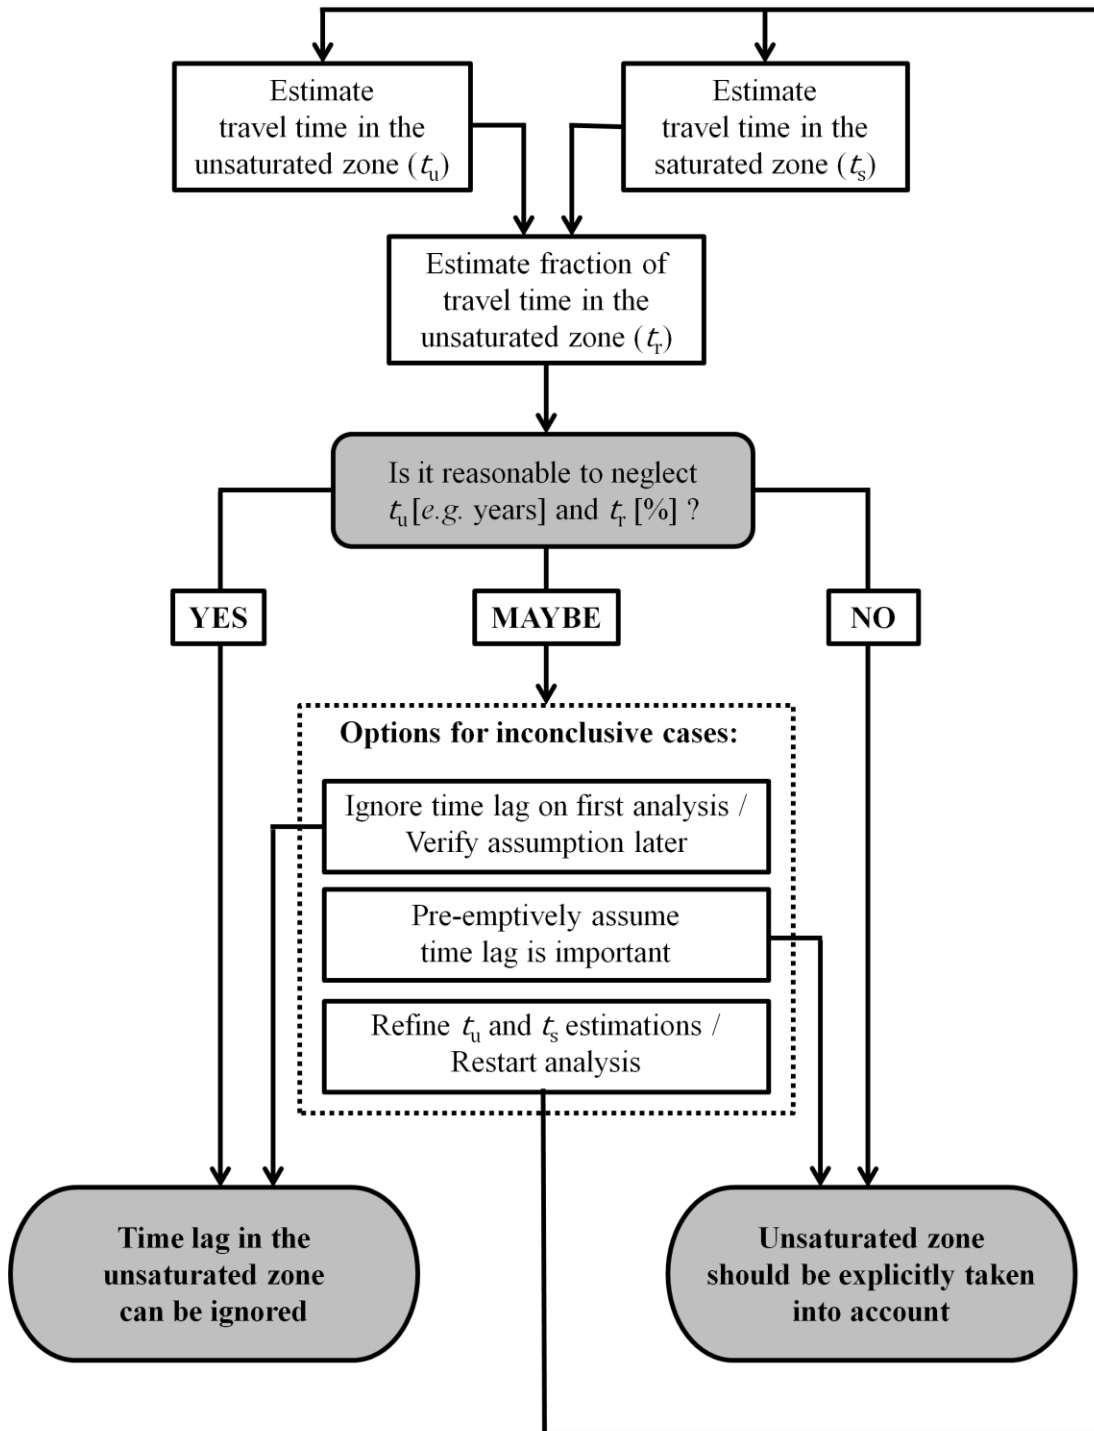 Estimate
travel time in the
unsaturated zone (tu)
Estimate
travel time in the
saturated zone (ts)
Estimate fraction of
travel time in the
unsaturated zone (tr)
Is it reasonable to neglect
tu [e.g. years] and tr [%] ?
YES
MAYBE
NO
Options for inconclusive cases:
Ignore time lag on first analysis /
Verify assumption later
Pre-emptively assume
time lag is important
Refine tu and ts estimations /
Restart analysis
Time lag in the
unsaturated zone
can be ignored
Unsaturated zone
should be explicitly taken
into account